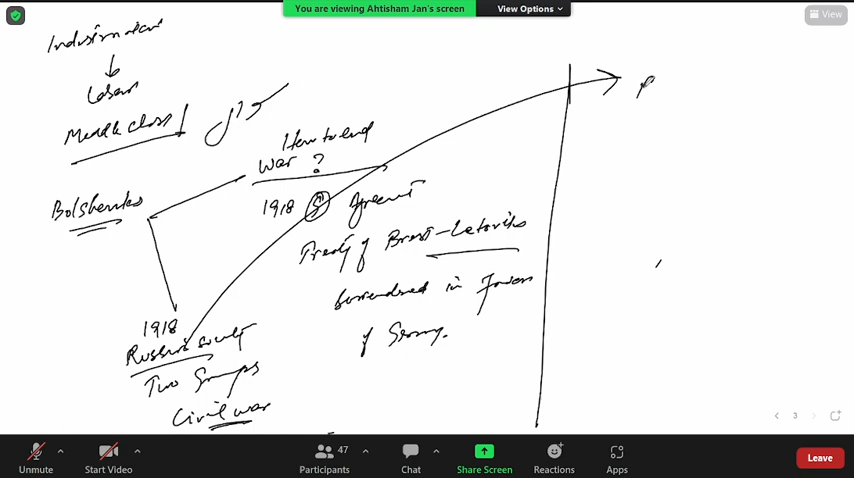 You are viewing Ahtisham Jan's screen
View Options
View
Labour
Middle class
How to end
war ?
Bolsheviks
1918
Treaty of Brest-Letovisks
surrendered in favour
of Germany.
1918
Russia's society
Two Groups
Civil war
3
47
Unmute
Start Video
Participants
Chat
Share Screen
Reactions
Apps
Leave